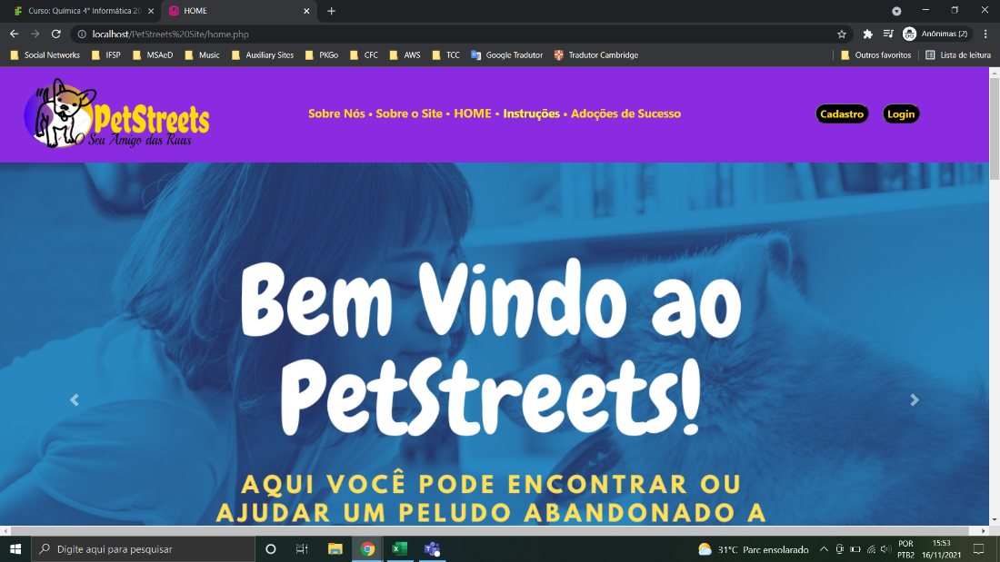 Curso: Química 4° Informática 20
HOME
localhost/PetStreets%20Site/home.php
Anônimas (2)
Social Networks
IFSP
MSAeD
Music
Auxiliary Sites
PKGo
CFC
AWS
TCC
Google Tradutor
Tradutor Cambridge
Outros favoritos
Lista de leitura
PetStreets
O Seu Amigo das Ruas
Sobre Nós • Sobre o Site - HOME - Instruções • Adoções de Sucesso
Cadastro
Login
Bem Vindo ao
PetStreets!
AQUI VOCÊ PODE ENCONTRAR OU
AJUDAR UM PELUDO ABANDONADO A
Digite aqui para pesquisar
31°C Parc ensolarado
POR
PTB2
15:53
16/11/2021